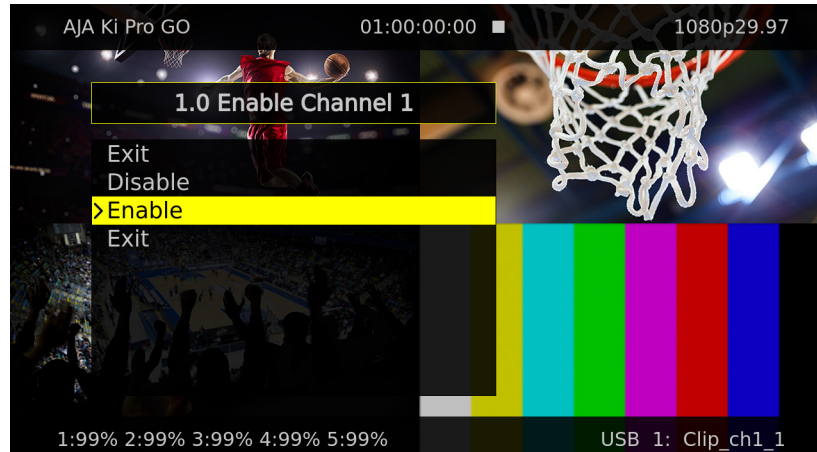 AJA Ki Pro GO 01:00:00:00 1080p29.97
1.0 Enable Channel 1
Exit
Disable
>Enable
Exit
1:99% 2:99% 3:99% 4:99% 5:99% USB 1: Clip_ch1_1